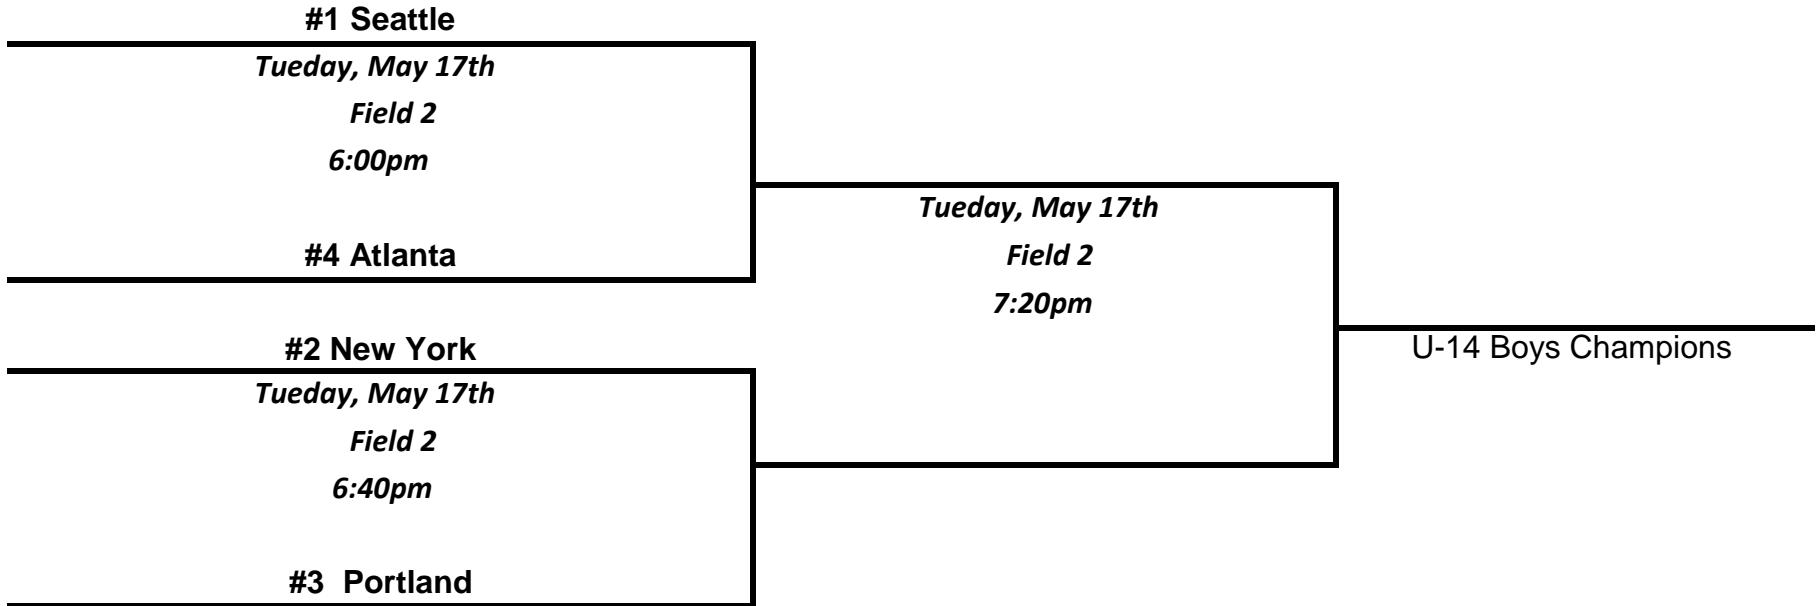 #1 Seattle
Tueday, May 17th
Field 2
6:00pm
#4 Atlanta
Tueday, May 17th
Field 2
7:20pm
#2 New York
Tueday, May 17th
Field 2
6:40pm
#3  Portland
U-14 Boys Champions